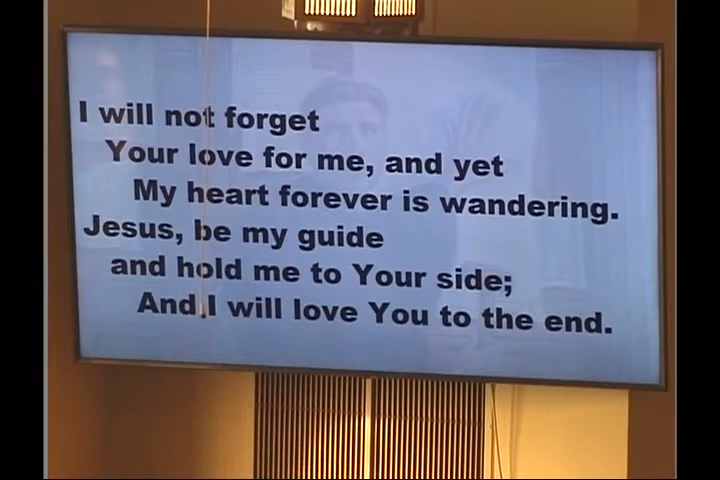 I will not forget
Your love for me, and yet
My heart forever is wandering.
Jesus, be my guide
and hold me to Your side;
And I will love You to the end.